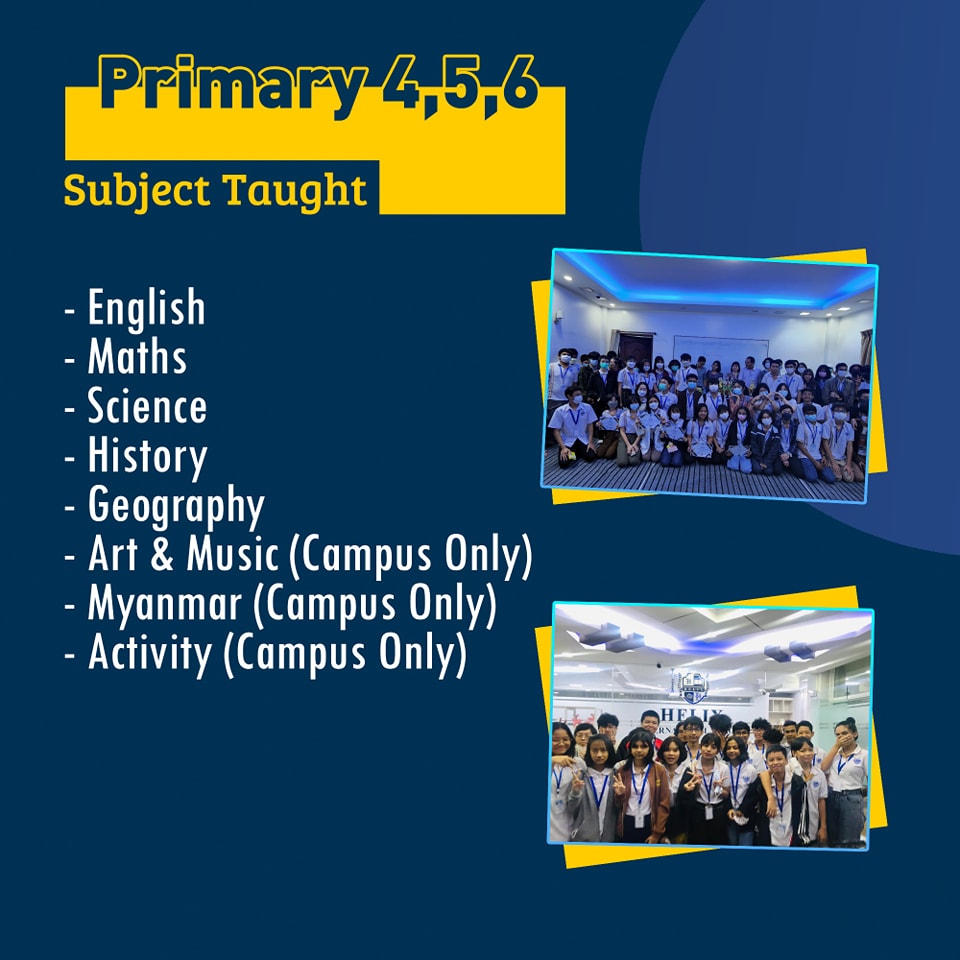 Primary 4,5,6
Subject Taught
- English
- Maths
- Science
- History
- Geography
- Art & Music (Campus Only)
- Myanmar (Campus Only)
- Activity (Campus Only)
HELIX